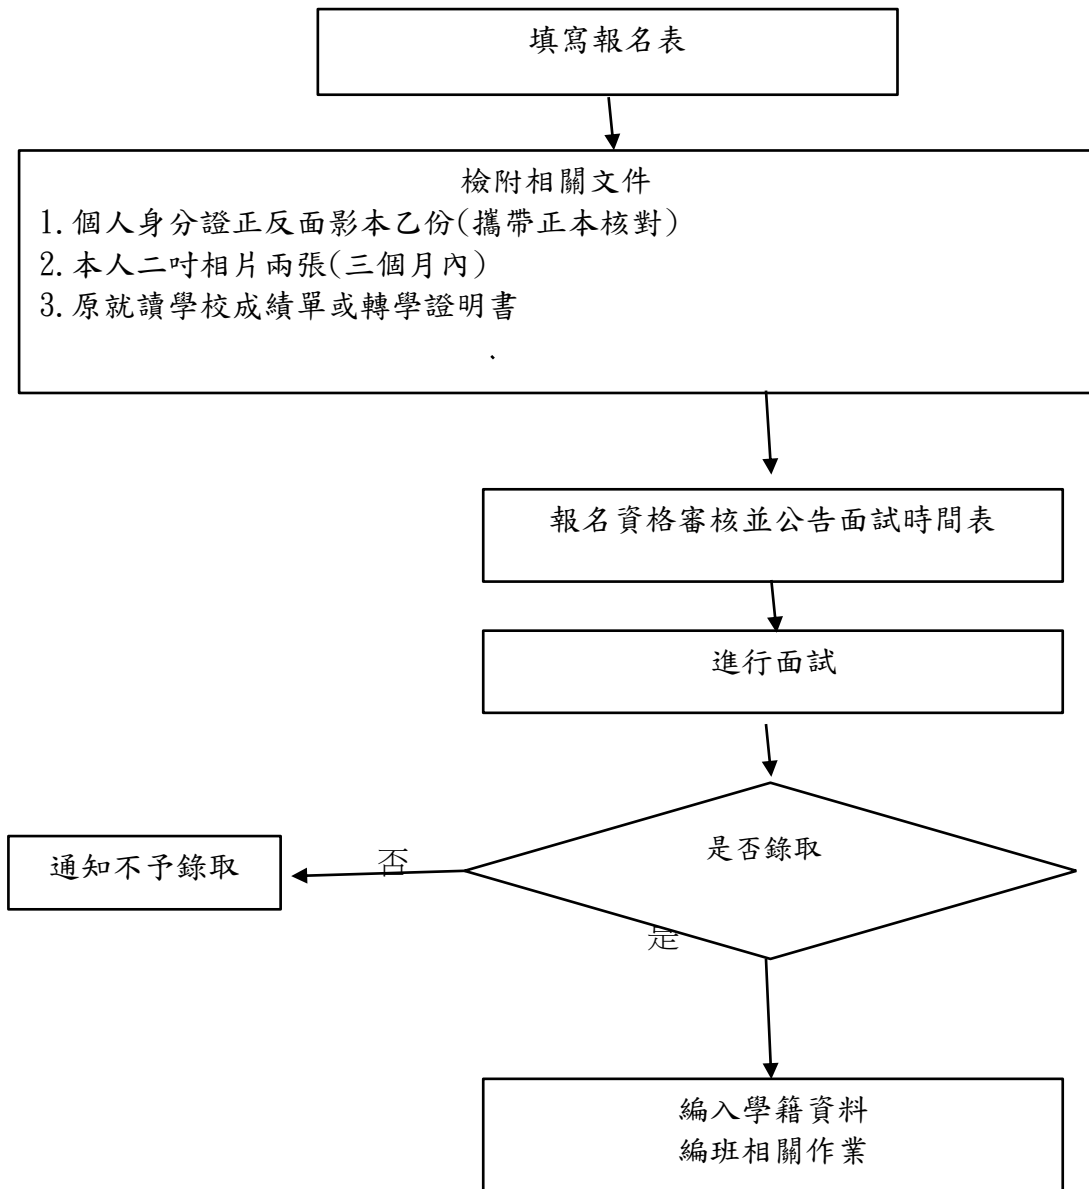 填寫報名表
檢附相關文件
1.個人身分證正反面影本乙份(攜帶正本核對)
2.本人二吋相片兩張(三個月內)
3.原就讀學校成績單或轉學證明書
報名資格審核並公告面試時間表
進行面試
是否錄取
否
通知不予錄取
是
編入學籍資料
編班相關作業